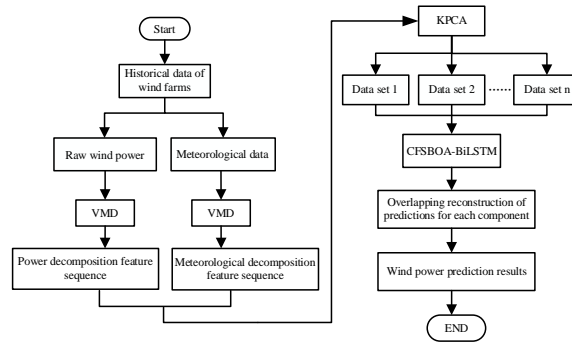 Start
Historical data of
wind farms
Raw wind power
Meteorological data
VMD
VMD
Power decomposition feature
sequence
Meteorological decomposition
feature sequence
KPCA
Data set 1
Data set 2
Data set n
CFSBOA-BiLSTM
Overlapping reconstruction of
predictions for each component
Wind power prediction results
END